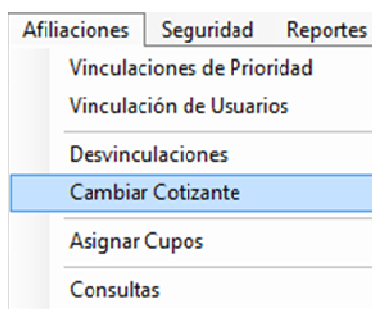 Afiliaciones Seguridad Reportes
Vinculaciones de Prioridad
Vinculación de Usuarios
Desvinculaciones
Cambiar Cotizante
Asignar Cupos
Consultas